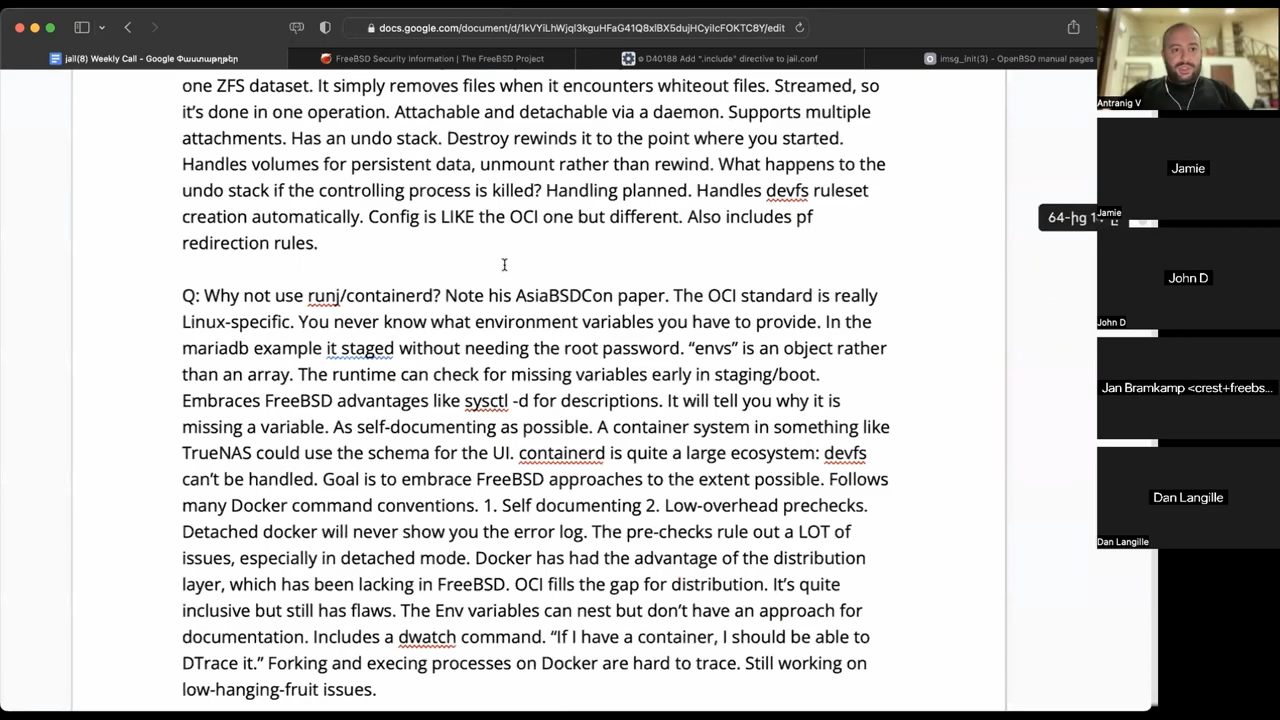 docs.google.com/document/d/1kVYiLhWjql3kguHFaG41Q8xlBX5dujHCyilcFOKTC8Y/edit
jail(8) Weekly Call - Google Փաստաթղթեր
FreeBSD Security Information | The FreeBSD Project
D40188 Add ".include" directive to jail.conf
imsg_init(3) - OpenBSD manual pages
one ZFS dataset. It simply removes files when it encounters whiteout files. Streamed, so
it's done in one operation. Attachable and detachable via a daemon. Supports multiple
attachments. Has an undo stack. Destroy rewinds it to the point where you started.
Handles volumes for persistent data, unmount rather than rewind. What happens to the
undo stack if the controlling process is killed? Handling planned. Handles devfs ruleset
creation automatically. Config is LIKE the OCI one but different. Also includes pf
redirection rules.
Q: Why not use runj/containerd? Note his AsiaBSDCon paper. The OCI standard is really
Linux-specific. You never know what environment variables you have to provide. In the
mariadb example it staged without needing the root password. “envs” is an object rather
than an array. The runtime can check for missing variables early in staging/boot.
Embraces FreeBSD advantages like sysctl -d for descriptions. It will tell you why it is
missing a variable. As self-documenting as possible. A container system in something like
TrueNAS could use the schema for the UI. containerd is quite a large ecosystem: devfs
can’t be handled. Goal is to embrace FreeBSD approaches to the extent possible. Follows
many Docker command conventions. 1. Self documenting 2. Low-overhead prechecks.
Detached docker will never show you the error log. The pre-checks rule out a LOT of
issues, especially in detached mode. Docker has had the advantage of the distribution
layer, which has been lacking in FreeBSD. OCI fills the gap for distribution. It’s quite
inclusive but still has flaws. The Env variables can nest but don’t have an approach for
documentation. Includes a dwatch command. “If I have a container, I should be able to
DTrace it.” Forking and execing processes on Docker are hard to trace. Still working on
low-hanging-fruit issues.
64-ից
Antranig V
Jamie
Jamie
John D
John D
Jan Bramkamp <crest+freebs...
Dan Langille
Dan Langille